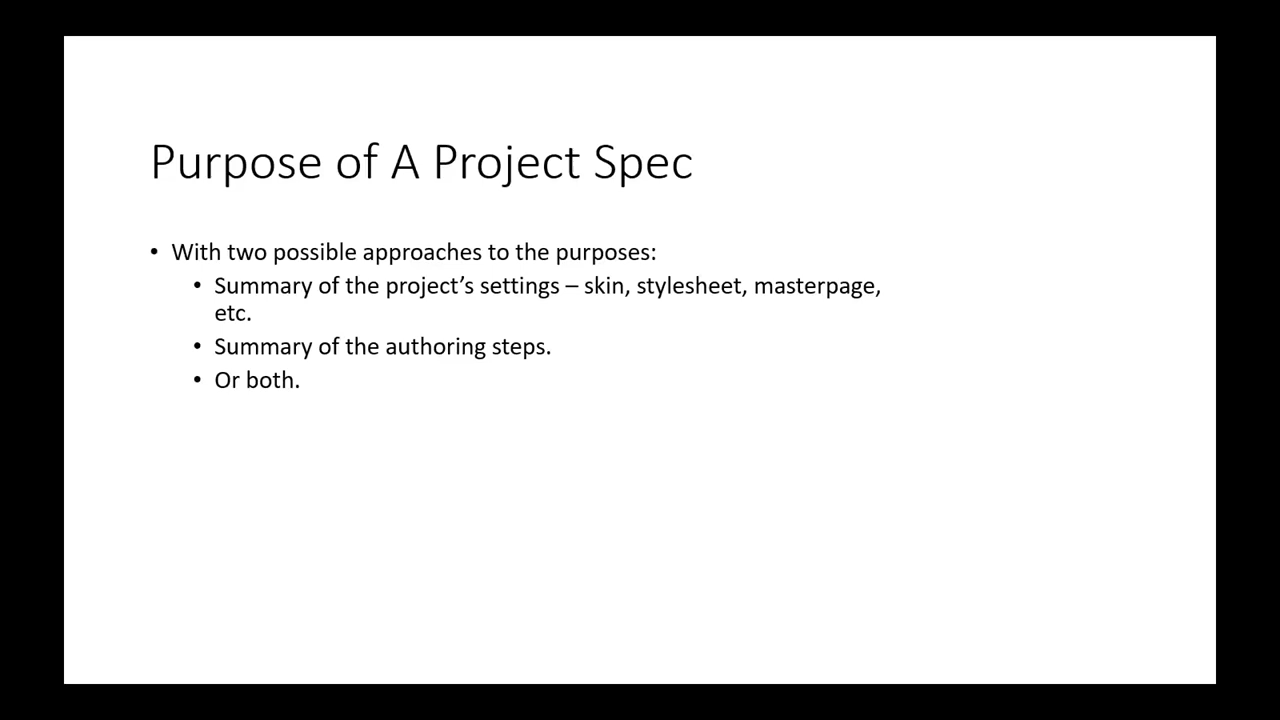 Purpose of A Project Spec
• With two possible approaches to the purposes:
• Summary of the project’s settings – skin, stylesheet, masterpage,
etc.
• Summary of the authoring steps.
• Or both.